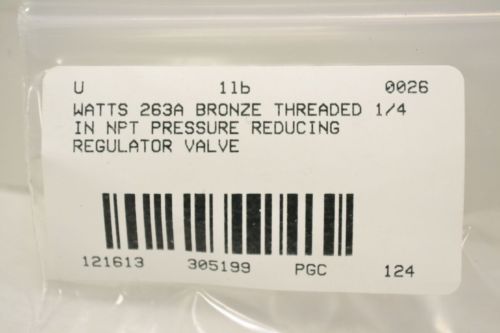 U 11b 0026
WATTS 263A BRONZE THREADED 1/4
IN NPT PRESSURE REDUCING
REGULATOR VALVE
121613 305199 PGC 124